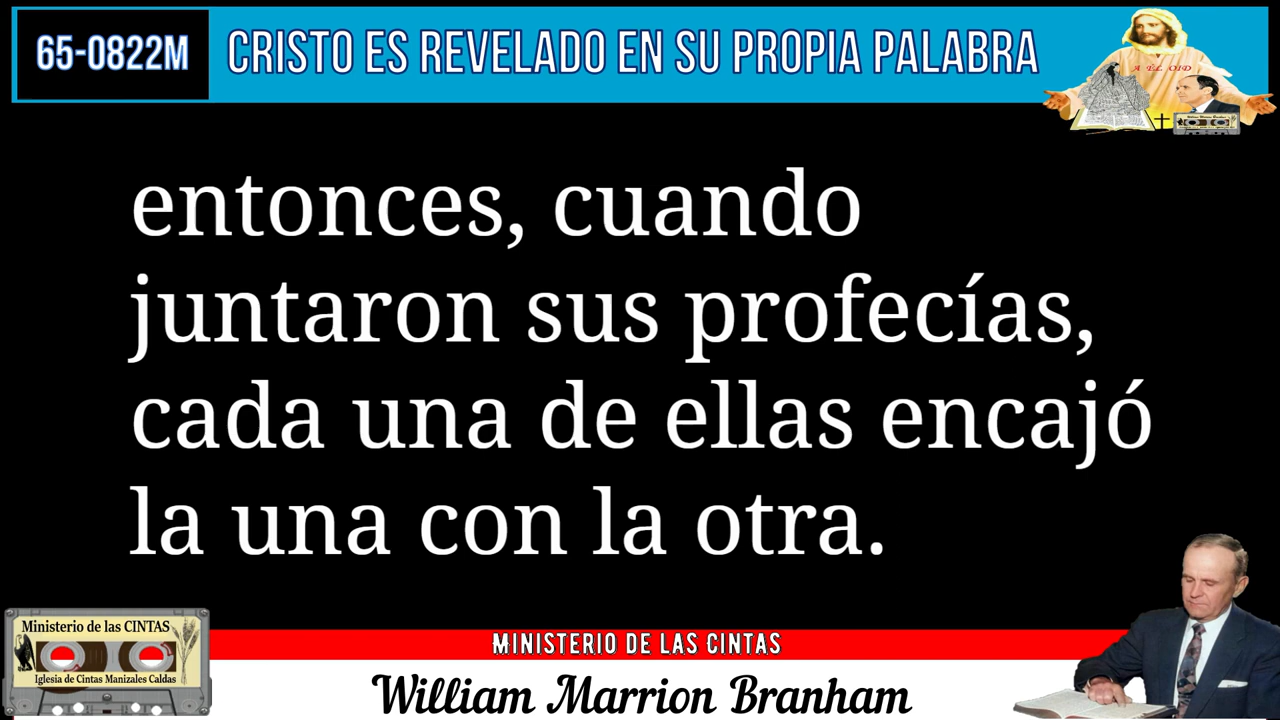 65-0822M
CRISTO ES REVELADO EN SU PROPIA PALABRA
A ÉL OID
entonces, cuando
juntaron sus profecías,
cada una de ellas encajó
la una con la otra.
Ministerio de las CINTAS
Iglesia de Cintas Manizales Caldas
MINISTERIO DE LAS CINTAS
William Marrion Branham